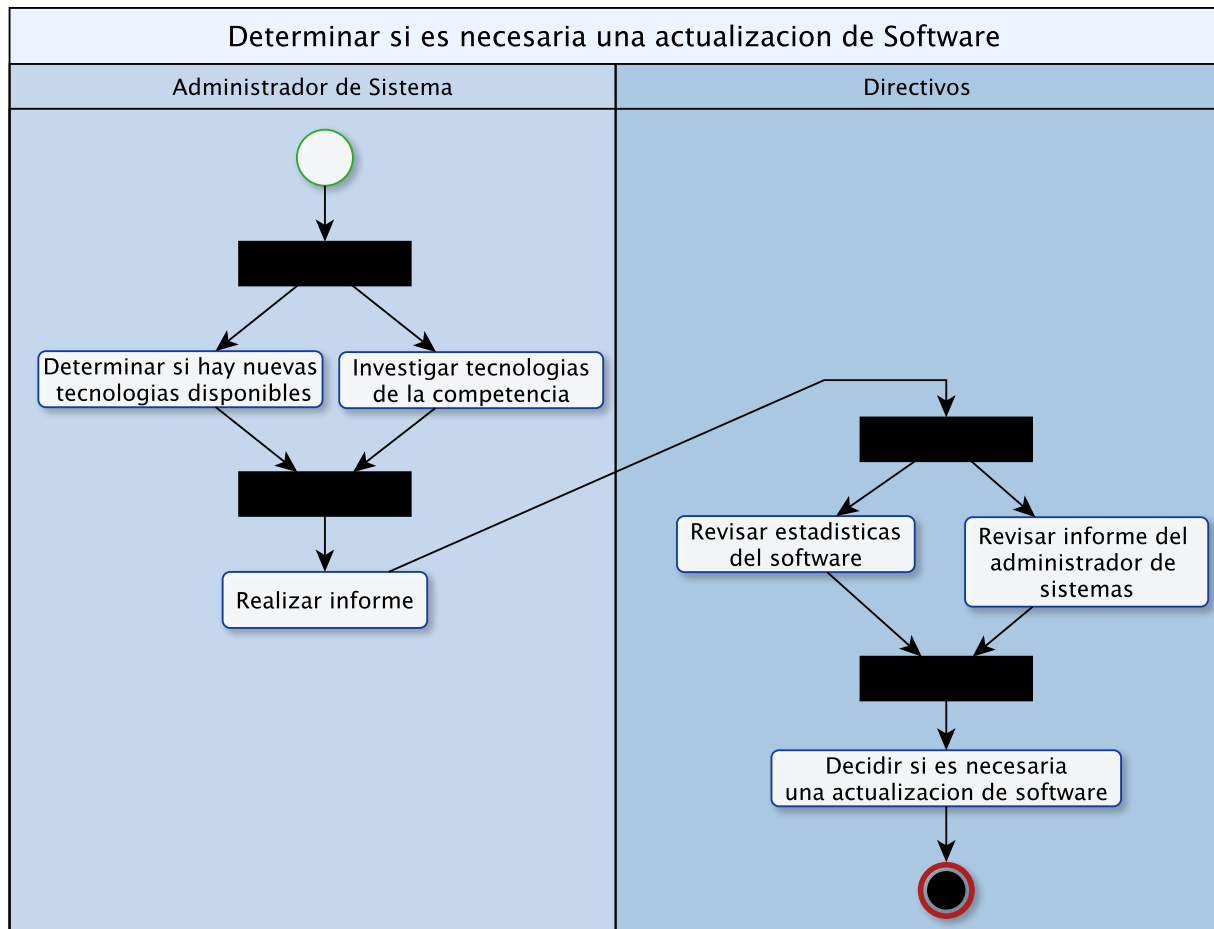 Determinar si es necesaria una actualizacion de Software
Administrador de Sistema
Directivos
Determinar si hay nuevas
tecnologias disponibles
Investigar tecnologias
de la competencia
Realizar informe
Revisar estadisticas
del software
Revisar informe del
administrador de
sistemas
Decidir si es necesaria
una actualizacion de software